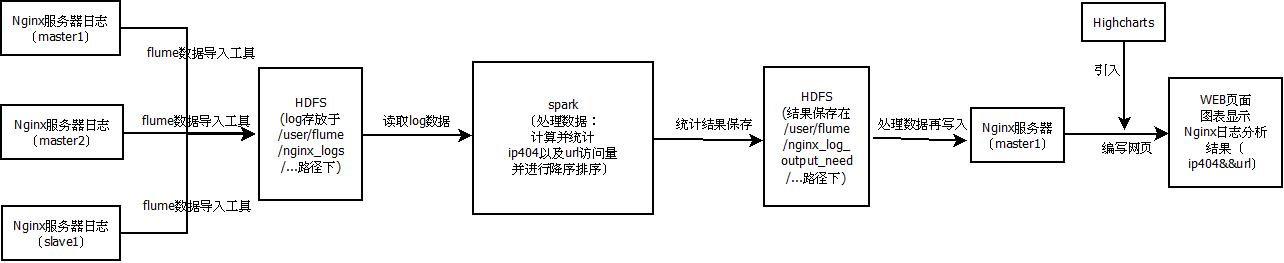 Nginx服务器日志
(master1)
flume数据导入工具
Nginx服务器日志
(master2)
flume数据导入工具
Nginx服务器日志
(slave1)
flume数据导入工具
HDFS
(log存放于
/user/flume
/nginx_logs
/...路径下)
读取log数据
spark
(处理数据：
计算并统计
ip404以及url访问量
并进行降序排序)
统计结果保存
HDFS
(结果保存在
/user/flume
/nginx_log_
output_need
/...路径下)
处理数据再写入
Nginx服务器
(master1)
Highcharts
引入
编写网页
WEB页面
图表显示
Nginx日志分析
结果（
ip404&&url）